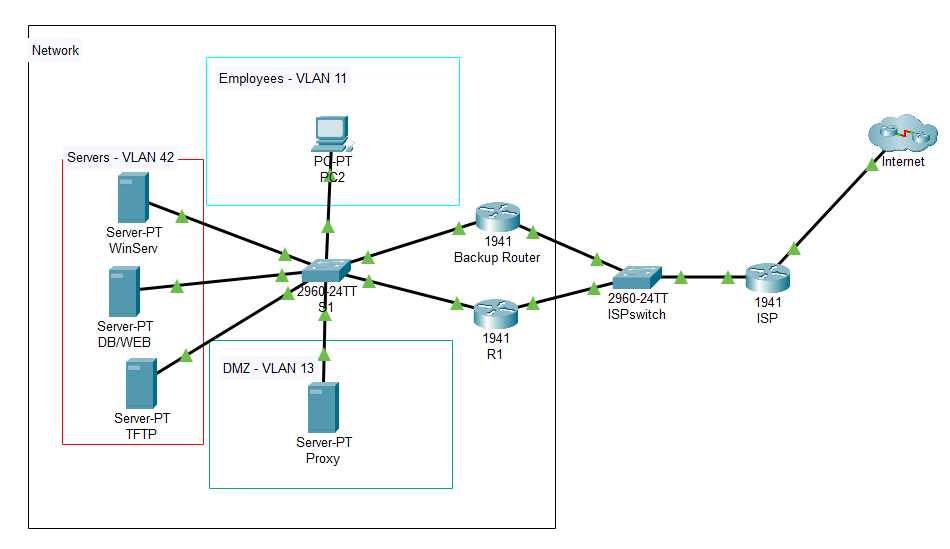 Network
Employees - VLAN 11
PC-PT
PC2
Servers - VLAN 42
Server-PT
WinServ
Server-PT
DB/WEB
Server-PT
TFTP
2960-24TT
S1
DMZ - VLAN 13
Server-PT
Proxy
1941
Backup Router
1941
R1
2960-24TT
ISPswitch
1941
ISP
Internet